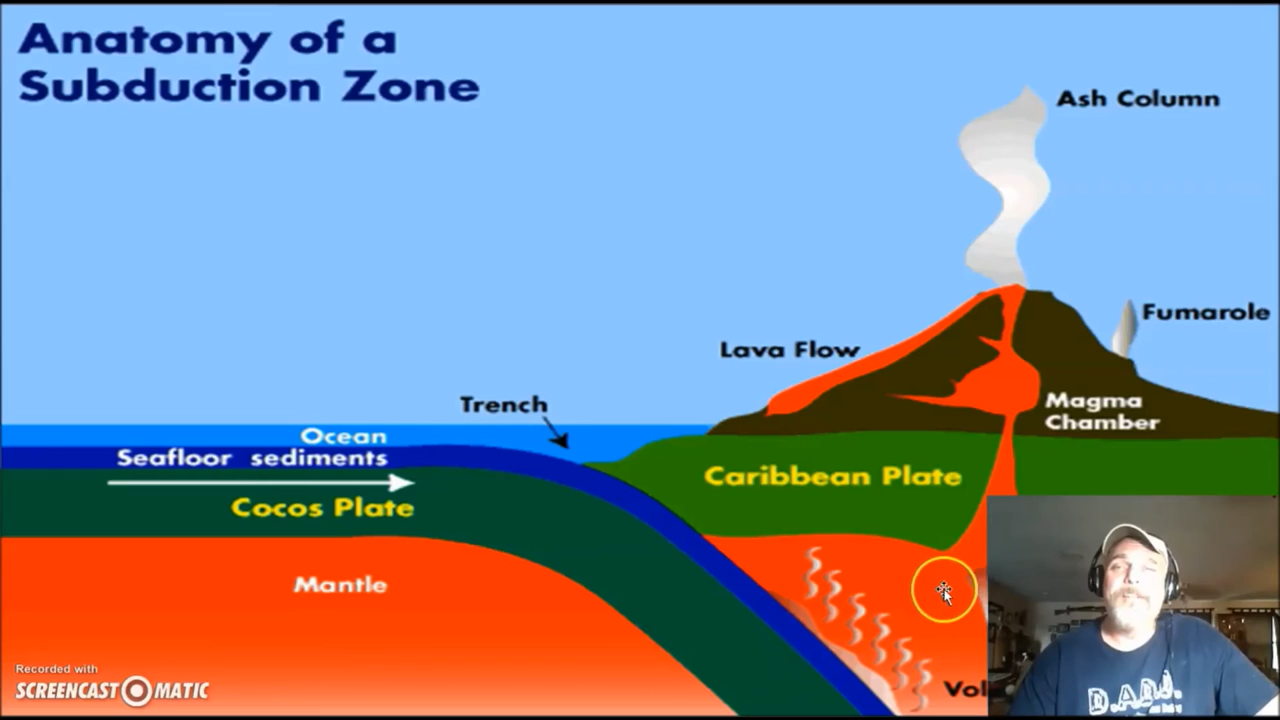 Anatomy of a
Subduction Zone
Ash Column
Fumarole
Lava Flow
Trench
Magma
Chamber
Ocean
Seafloor sediments
Caribbean Plate
Cocos Plate
Mantle
Recorded with
SCREENCAST-O-MATIC